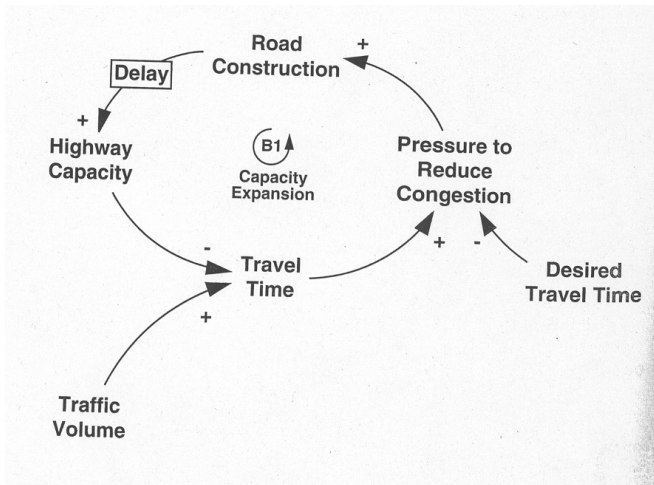 Road
Construction
+
Delay
+
Highway
Capacity
B1
Capacity
Expansion
Pressure to
Reduce
Congestion
+
-
-
Travel
Time
+
Desired
Travel Time
Traffic
Volume